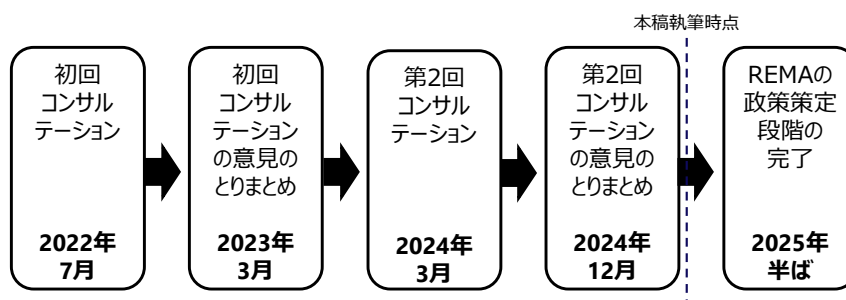 本稿執筆時点
初回
コンサル
テーション
2022年
7月
初回
コンサル
テーション
の意見の
とりまとめ
2023年
3月
第2回
コンサル
テーション
2024年
3月
第2回
コンサル
テーション
の意見の
とりまとめ
2024年
12月
REMAの
政策策定
段階の
完了
2025年
半ば